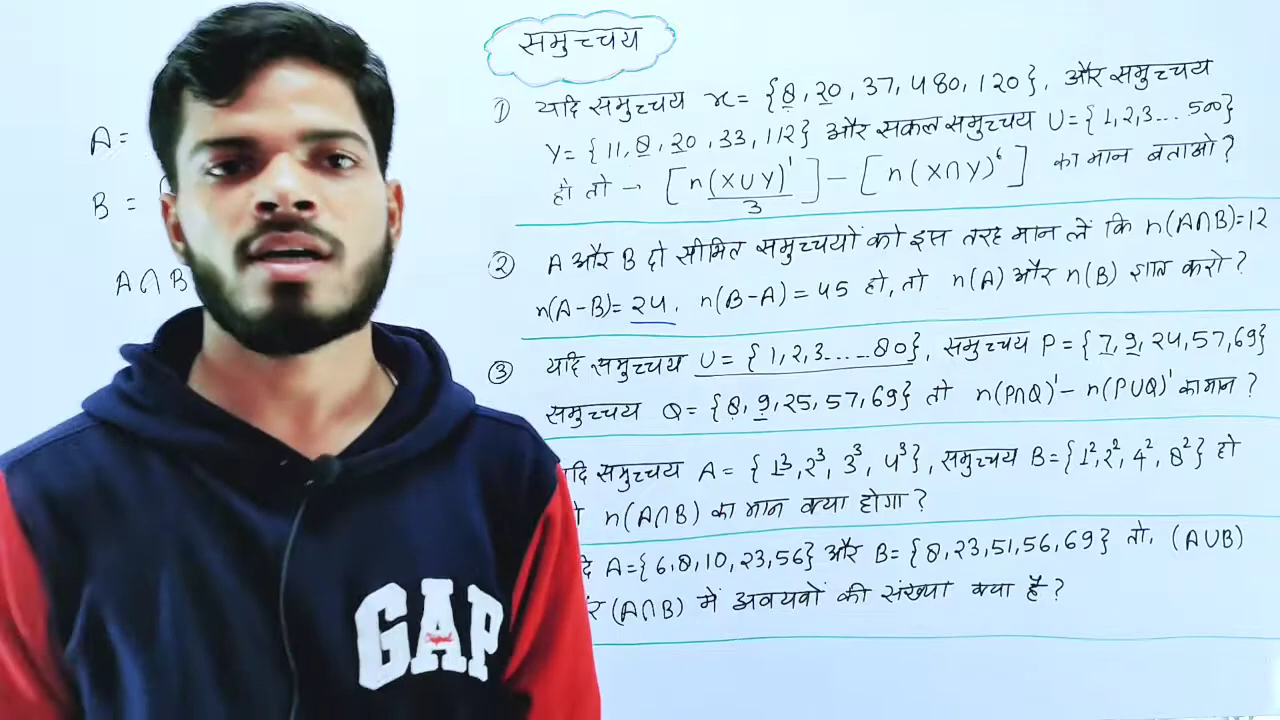 समुच्चय
A =
B =
A∩B
1) यदि समुच्चय x = {8, 20, 37, 480, 120}, और समुच्चय
Y = {11, 8, 20, 33, 112} और सकल समुच्चय U = {1,2,3... 500}
हो तो → [n(X∪Y)'/3] - [n(X∩Y)⁶] का मान बताओ?
② A और B दो सीमित समुच्चयों को इस तरह मान लें कि n(A∩B)=12
n(A-B)= 24, n(B-A) = 45 हो, तो n(A) और n(B) ज्ञात करो?
③ यदि समुच्चय U = {1,2,3.....80}, समुच्चय P = {7, 9, 24, 57, 69}
समुच्चय Q = {8, 9, 25, 57, 69} तो n(P∩Q)' - n(P∪Q)' का मान?
दि समुच्चय A = {1³, 2³, 3³, 4³}, समुच्चय B = {1², 2², 4², 8²} हो
n(A∩B) का मान क्या होगा?
दि A={6,8,10,23,56} और B= {8,23,51,56,69} तो, (A∪B)
र (A∩B) में अवयवों की संख्या क्या है?
GAP